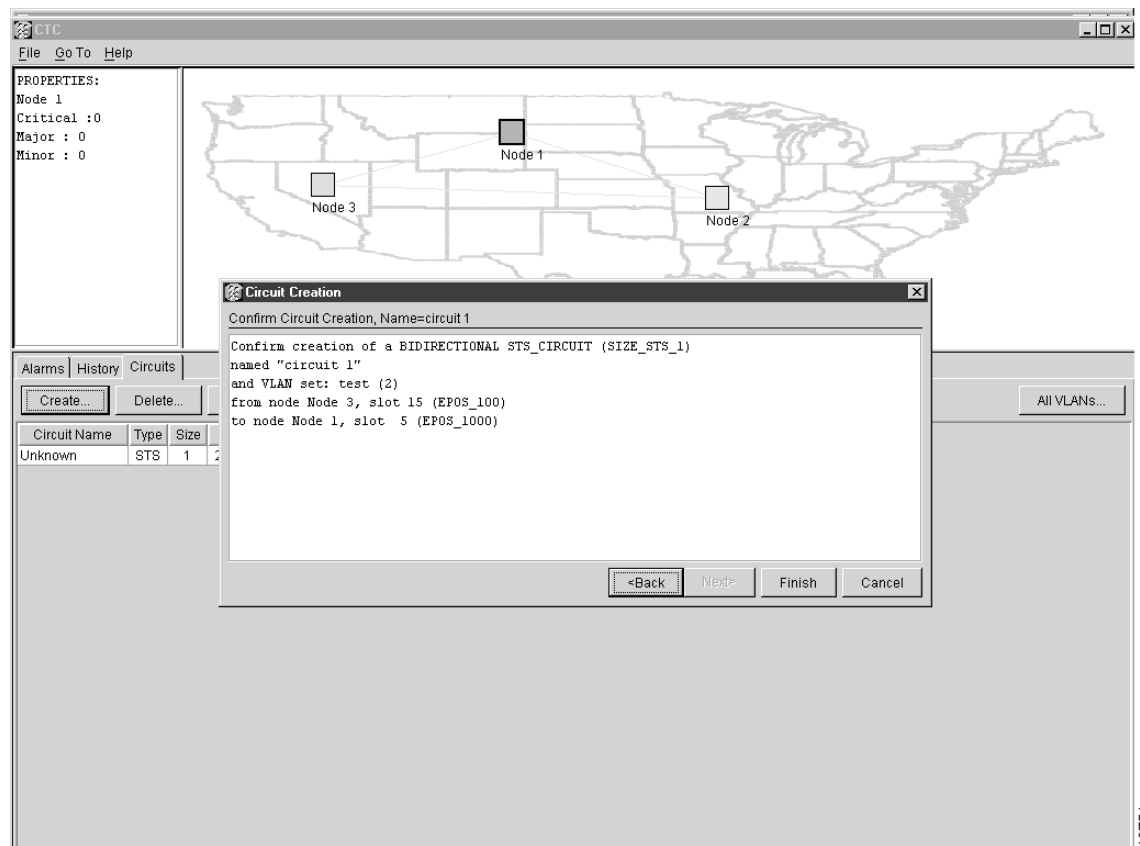 CTC
File Go To Help
PROPERTIES:
Node 1
Critical :0
Major : 0
Minor : 0
Node 1
Node 3
Node 2
Circuit Creation
Confirm Circuit Creation, Name=circuit 1
Confirm creation of a BIDIRECTIONAL STS_CIRCUIT (SIZE_STS_1)
named "circuit 1"
and VLAN set: test (2)
from node Node 3, slot 15 (EPOS_100)
to node Node 1, slot 5 (EPOS_1000)
<Back Next> Finish Cancel
Alarms History Circuits
Create... Delete... All VLANs...
Circuit Name Type Size
Unknown STS 1